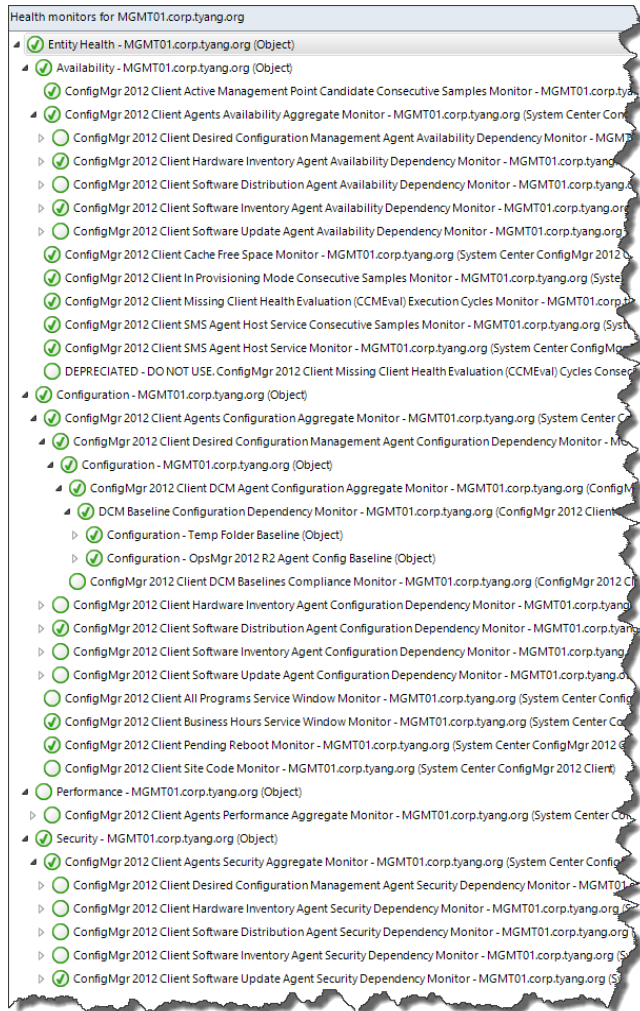 Health monitors for MGMT01.corp.tyang.org
Entity Health - MGMT01.corp.tyang.org (Object)
Availability - MGMT01.corp.tyang.org (Object)
ConfigMgr 2012 Client Active Management Point Candidate Consecutive Samples Monitor - MGMT01.corp.tya
ConfigMgr 2012 Client Agents Availability Aggregate Monitor - MGMT01.corp.tyang.org (System Center Con
ConfigMgr 2012 Client Desired Configuration Management Agent Availability Dependency Monitor - MGMT
ConfigMgr 2012 Client Hardware Inventory Agent Availability Dependency Monitor - MGMT01.corp.tyang.
ConfigMgr 2012 Client Software Distribution Agent Availability Dependency Monitor - MGMT01.corp.tyang.
ConfigMgr 2012 Client Software Inventory Agent Availability Dependency Monitor - MGMT01.corp.tyang.org
ConfigMgr 2012 Client Software Update Agent Availability Dependency Monitor - MGMT01.corp.tyang.org
ConfigMgr 2012 Client Cache Free Space Monitor - MGMT01.corp.tyang.org (System Center ConfigMgr 2012
ConfigMgr 2012 Client In Provisioning Mode Consecutive Samples Monitor - MGMT01.corp.tyang.org (Syste
ConfigMgr 2012 Client Missing Client Health Evaluation (CCMEval) Execution Cycles Monitor - MGMT01.corp.
ConfigMgr 2012 Client SMS Agent Host Service Consecutive Samples Monitor - MGMT01.corp.tyang.org (Syst
ConfigMgr 2012 Client SMS Agent Host Service Monitor - MGMT01.corp.tyang.org (System Center ConfigMgr
DEPRECIATED - DO NOT USE. ConfigMgr 2012 Client Missing Client Health Evaluation (CCMEval) Cycles Consec
Configuration - MGMT01.corp.tyang.org (Object)
ConfigMgr 2012 Client Agents Configuration Aggregate Monitor - MGMT01.corp.tyang.org (System Center
ConfigMgr 2012 Client Desired Configuration Management Agent Configuration Dependency Monitor - MG
Configuration - MGMT01.corp.tyang.org (Object)
ConfigMgr 2012 Client DCM Agent Configuration Aggregate Monitor - MGMT01.corp.tyang.org (ConfigM
DCM Baseline Configuration Dependency Monitor - MGMT01.corp.tyang.org (ConfigMgr 2012 Client
Configuration - Temp Folder Baseline (Object)
Configuration - OpsMgr 2012 R2 Agent Config Baseline (Object)
ConfigMgr 2012 Client DCM Baselines Compliance Monitor - MGMT01.corp.tyang.org (ConfigMgr 2012 Cl
ConfigMgr 2012 Client Hardware Inventory Agent Configuration Dependency Monitor - MGMT01.corp.tyang
ConfigMgr 2012 Client Software Distribution Agent Configuration Dependency Monitor - MGMT01.corp.tyang
ConfigMgr 2012 Client Software Inventory Agent Configuration Dependency Monitor - MGMT01.corp.tyang.
ConfigMgr 2012 Client Software Update Agent Configuration Dependency Monitor - MGMT01.corp.tyang.o
ConfigMgr 2012 Client All Programs Service Window Monitor - MGMT01.corp.tyang.org (System Center Config
ConfigMgr 2012 Client Business Hours Service Window Monitor - MGMT01.corp.tyang.org (System Center Co
ConfigMgr 2012 Client Pending Reboot Monitor - MGMT01.corp.tyang.org (System Center ConfigMgr 2012
ConfigMgr 2012 Client Site Code Monitor - MGMT01.corp.tyang.org (System Center ConfigMgr 2012 Client)
Performance - MGMT01.corp.tyang.org (Object)
ConfigMgr 2012 Client Agents Performance Aggregate Monitor - MGMT01.corp.tyang.org (System Center Con
Security - MGMT01.corp.tyang.org (Object)
ConfigMgr 2012 Client Agents Security Aggregate Monitor - MGMT01.corp.tyang.org (System Center Config
ConfigMgr 2012 Client Desired Configuration Management Agent Security Dependency Monitor - MGMT01
ConfigMgr 2012 Client Hardware Inventory Agent Security Dependency Monitor - MGMT01.corp.tyang.org
ConfigMgr 2012 Client Software Distribution Agent Security Dependency Monitor - MGMT01.corp.tyang.org
ConfigMgr 2012 Client Software Inventory Agent Security Dependency Monitor - MGMT01.corp.tyang.org (Sy
ConfigMgr 2012 Client Software Update Agent Security Dependency Monitor - MGMT01.corp.tyang.org (Sy